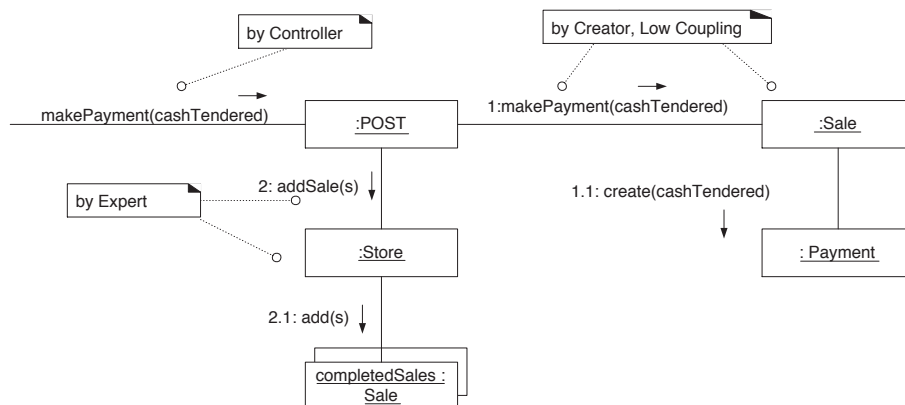 by Controller
by Creator, Low Coupling
makePayment(cashTendered)
1:makePayment(cashTendered)
:POST
:Sale
2: addSale(s)
1.1: create(cashTendered)
by Expert
:Store
: Payment
2.1: add(s)
completedSales :
Sale